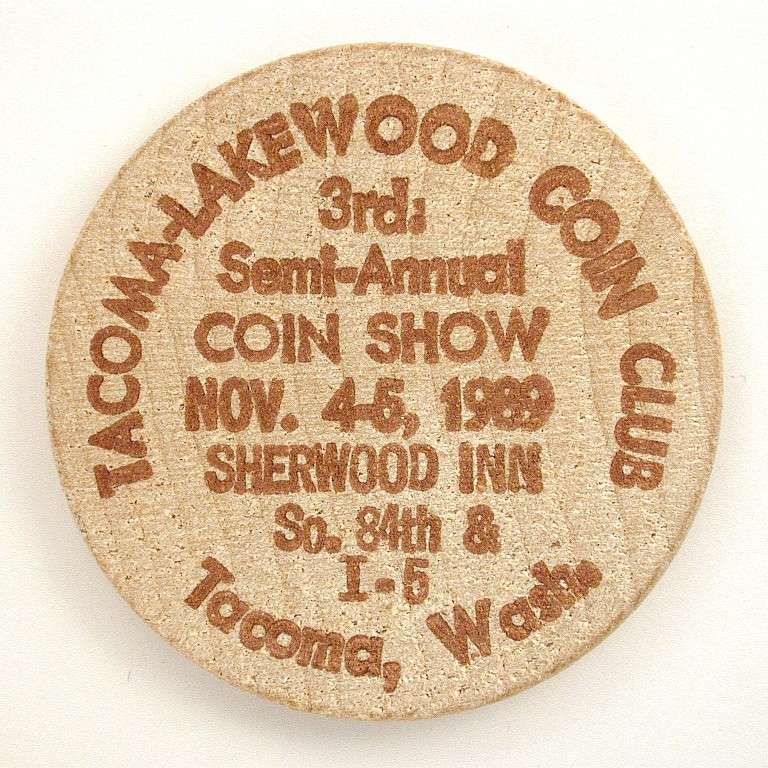 TACOMA-LAKEWOOD COIN CLUB
3rd:
Semi-Annual
COIN SHOW
NOV. 4-5, 1989
SHERWOOD INN
So. 84th &
I-5
Tacoma, Wash.